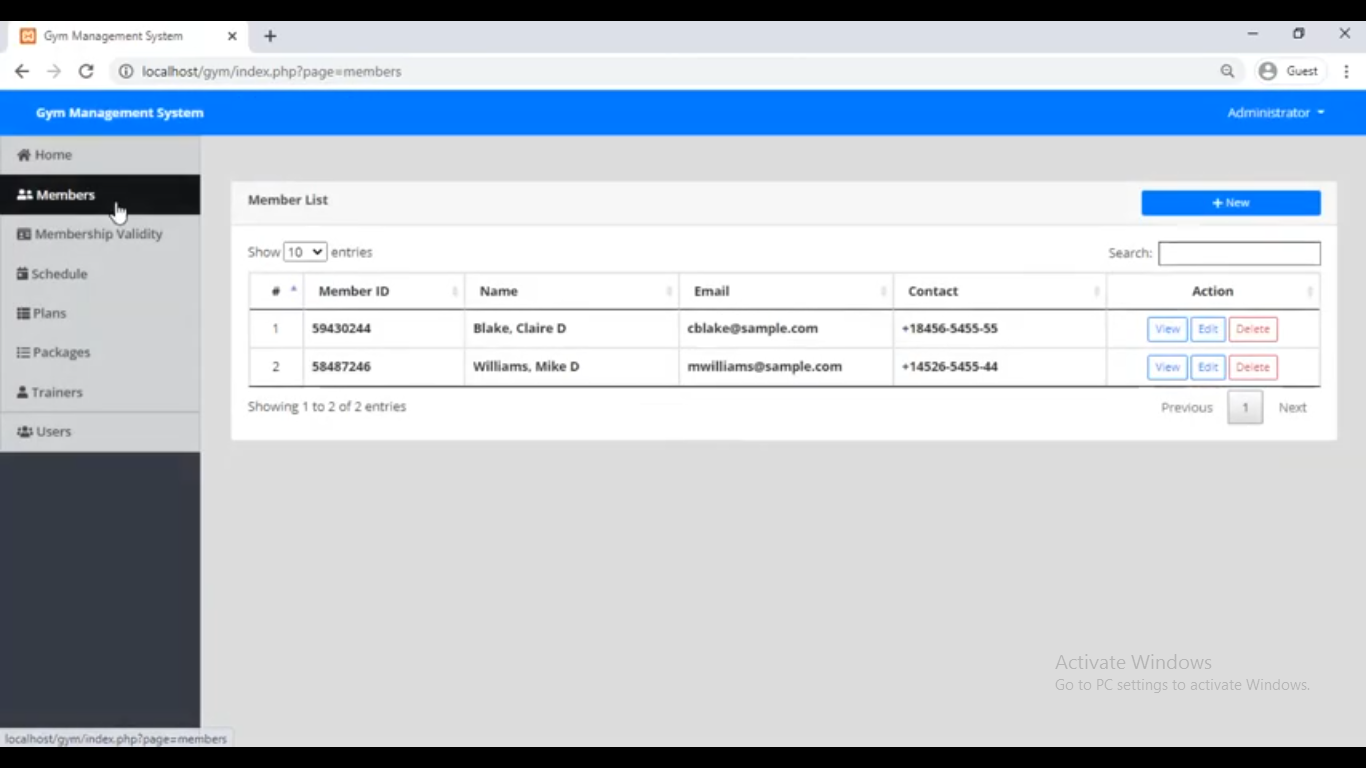 Gym Management System
localhost/gym/index.php?page=members
Guest
Gym Management System
Administrator
Home
Members
Membership Validity
Schedule
Plans
Packages
Trainers
Users
Member List
+ New
Show 10 entries
Search:
# Member ID Name Email Contact Action
1 59430244 Blake, Claire D cblake@sample.com +18456-5455-55 View Edit Delete
2 58487246 Williams, Mike D mwilliams@sample.com +14526-5455-44 View Edit Delete
Showing 1 to 2 of 2 entries
Previous 1 Next
Activate Windows
Go to PC settings to activate Windows.
localhost/gym/index.php?page=members